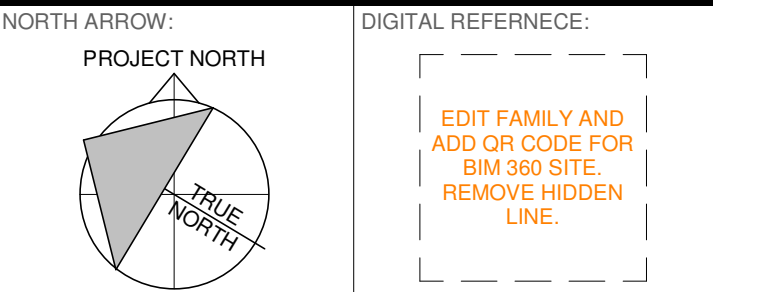 NORTH ARROW:
PROJECT NORTH
TRUE
NORTH
DIGITAL REFERNECE:
EDIT FAMILY AND
ADD QR CODE FOR
BIM 360 SITE.
REMOVE HIDDEN
LINE.